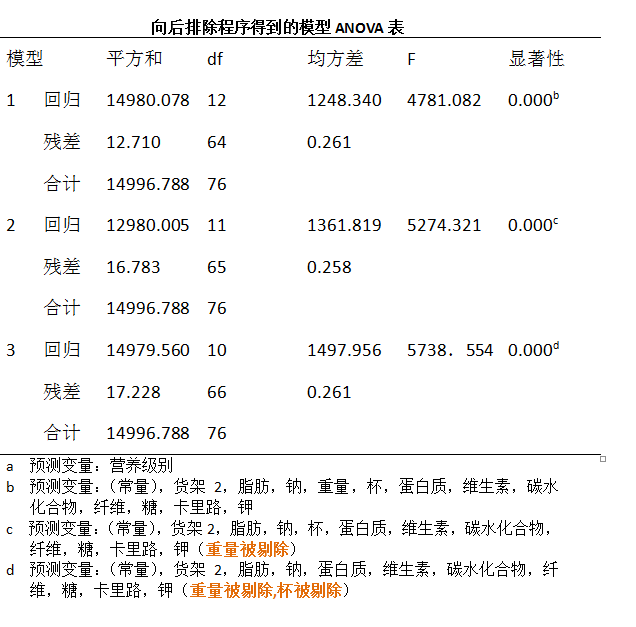 向后排除程序得到的模型 ANOVA 表
模型 平方和 df 均方差 F 显著性
1 回归 14980.078 12 1248.340 4781.082 0.000b
残差 12.710 64 0.261
合计 14996.788 76
2 回归 12980.005 11 1361.819 5274.321 0.000c
残差 16.783 65 0.258
合计 14996.788 76
3 回归 14979.560 10 1497.956 5738．554 0.000d
残差 17.228 66 0.261
合计 14996.788 76
a 预测变量：营养级别
b 预测变量：（常量），货架 2，脂肪，钠，重量，杯，蛋白质，维生素，碳水
化合物，纤维，糖，卡里路，钾
c 预测变量：（常量），货架2，脂肪，钠，杯，蛋白质，维生素，碳水化合物，
纤维，糖，卡里路，钾（重量被剔除）
d 预测变量：（常量），货架 2，脂肪，钠，蛋白质，维生素，碳水化合物，纤
维，糖，卡里路，钾（重量被剔除,杯被剔除）